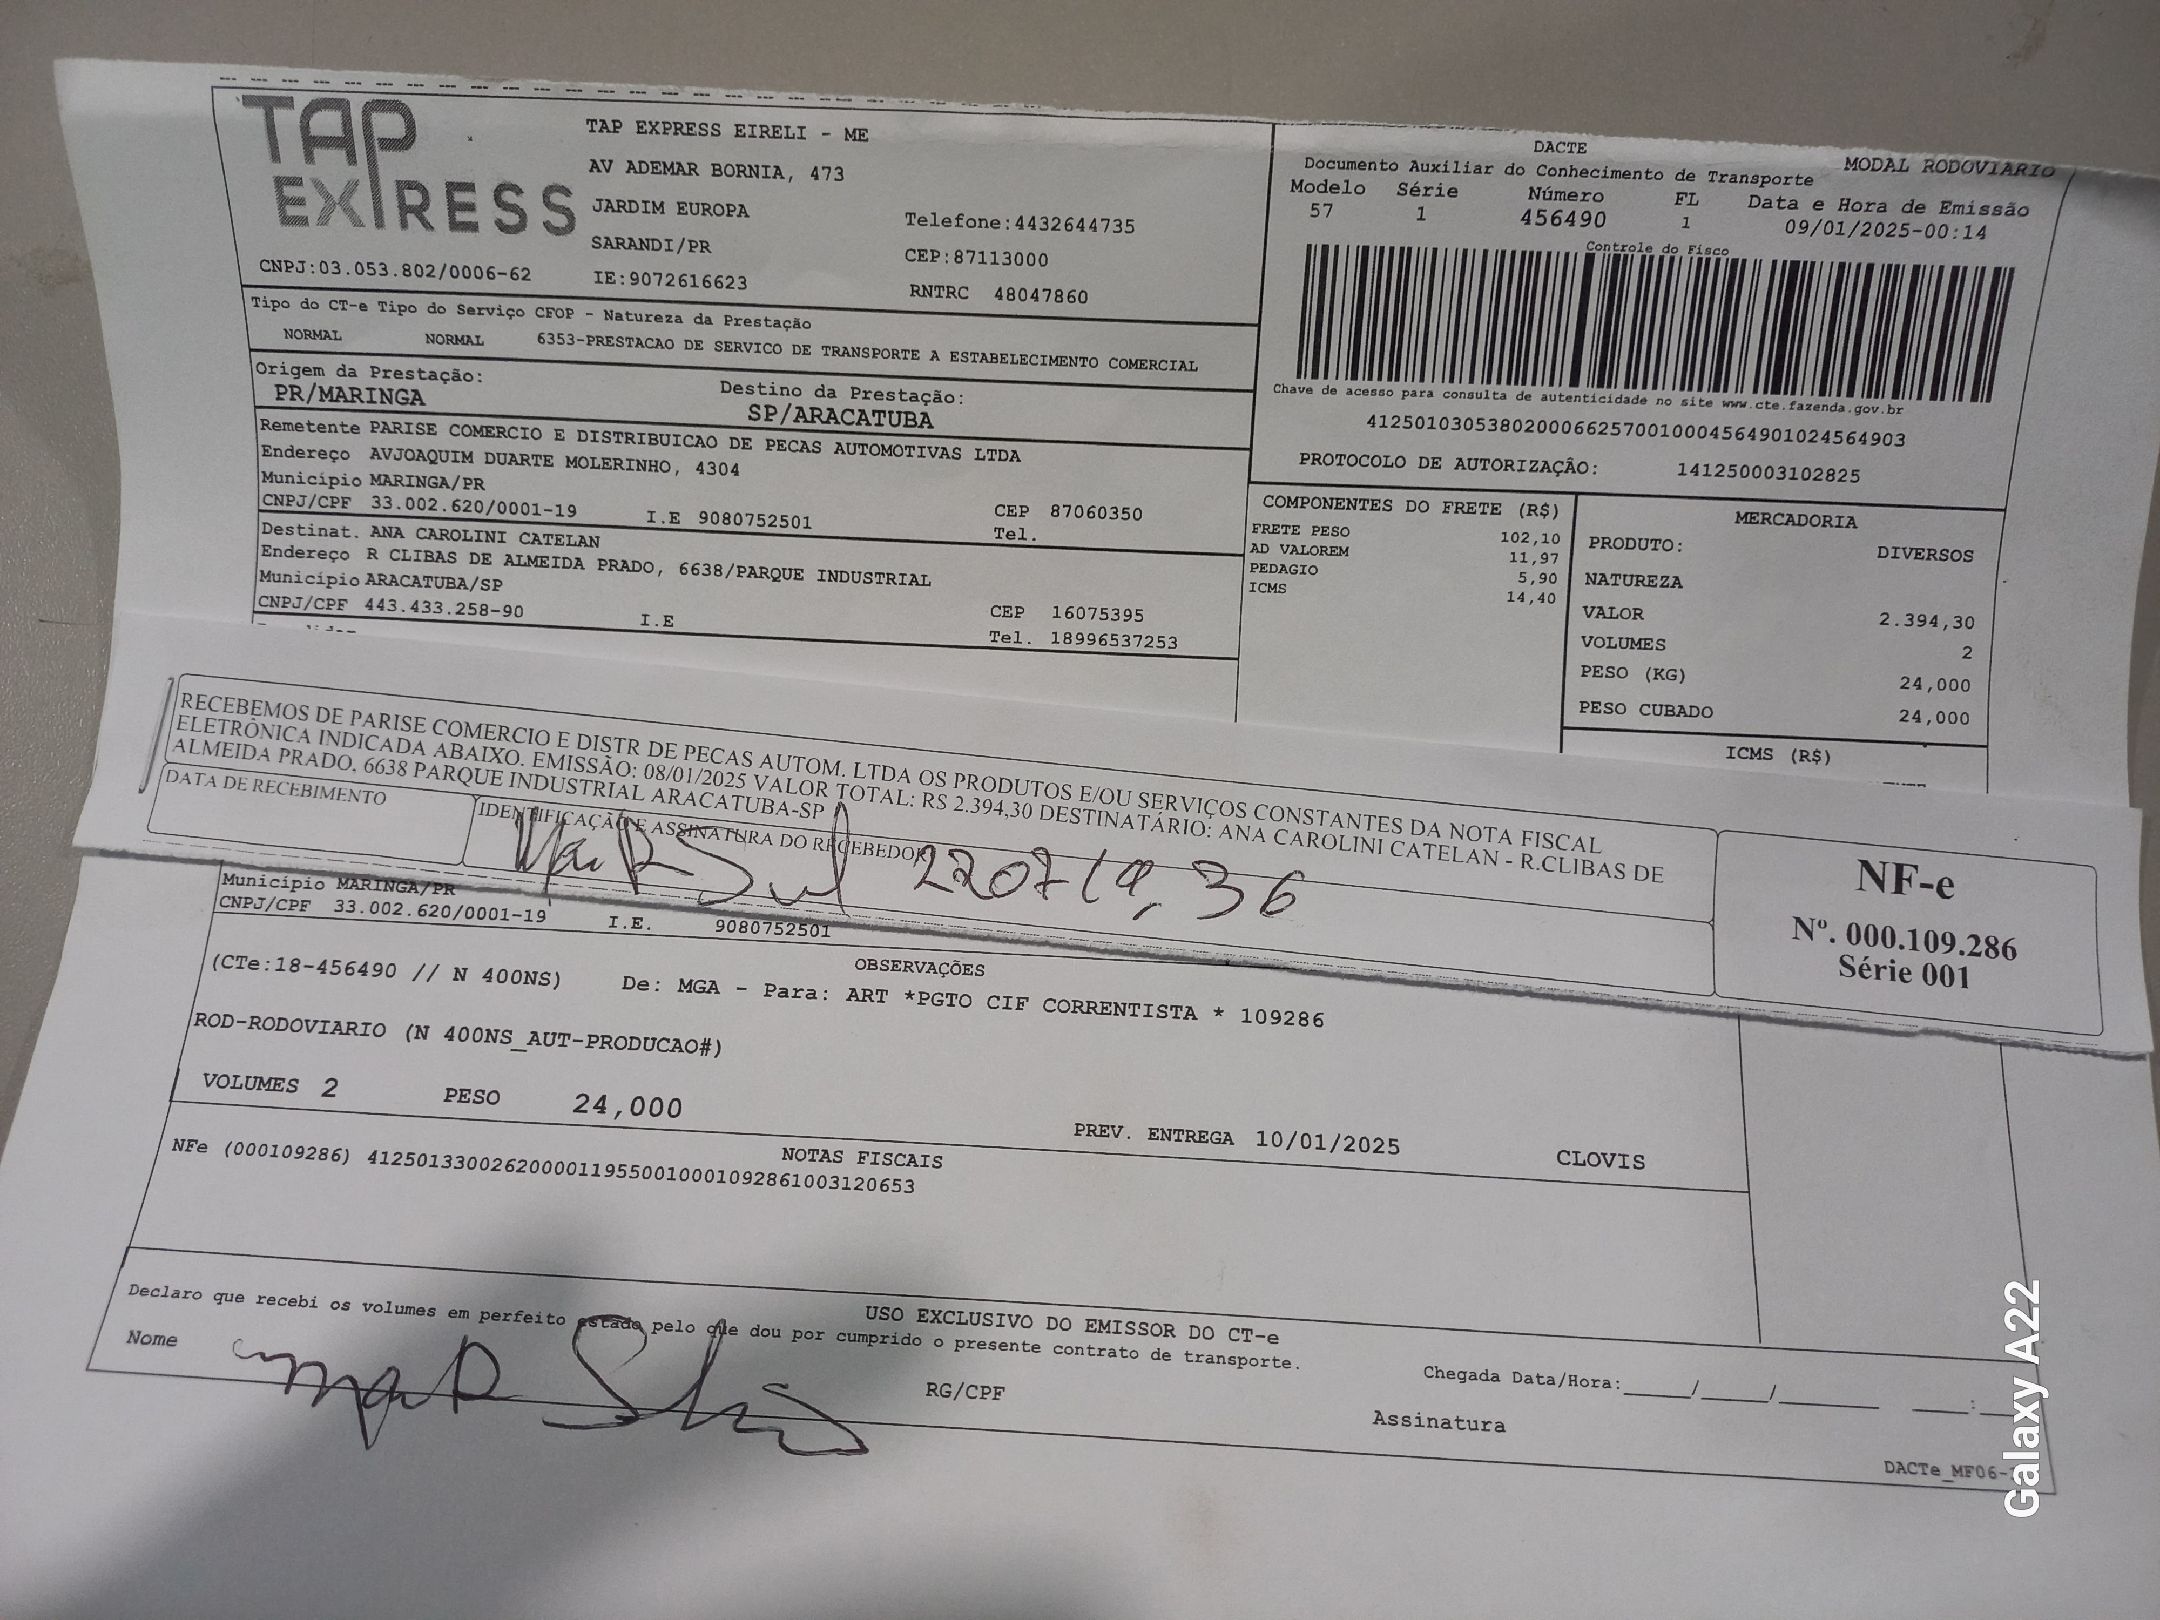 TAP
EXPRESS
TAP EXPRESS EIRELI - ME
AV ADEMAR BORNIA, 473
JARDIM EUROPA
SARANDI/PR
Telefone:4432644735
CEP:87113000
CNPJ:03.053.802/0006-62
IE:9072616623
RNTRC 48047860
DACTE
Documento Auxiliar do Conhecimento de Transporte
MODAL RODOVIARIO
Modelo Série Número FL Data e Hora de Emissão
57 1 456490 1 09/01/2025-00:14
Controle do Fisco
Chave de acesso para consulta de autenticidade no site www.cte.fazenda.gov.br
41250103053802000662570010004564901024564903
PROTOCOLO DE AUTORIZAÇÃO: 141250003102825
Tipo do CT-e Tipo do Serviço CFOP - Natureza da Prestação
NORMAL NORMAL 6353-PRESTACAO DE SERVICO DE TRANSPORTE A ESTABELECIMENTO COMERCIAL
Origem da Prestação: Destino da Prestação:
PR/MARINGA SP/ARACATUBA
Remetente PARISE COMERCIO E DISTRIBUICAO DE PECAS AUTOMOTIVAS LTDA
Endereço AVJOAQUIM DUARTE MOLERINHO, 4304
Município MARINGA/PR
CNPJ/CPF 33.002.620/0001-19 I.E 9080752501 CEP 87060350
Tel.
Destinat. ANA CAROLINI CATELAN
Endereço R CLIBAS DE ALMEIDA PRADO, 6638/PARQUE INDUSTRIAL
Município ARACATUBA/SP
CNPJ/CPF 443.433.258-90 I.E CEP 16075395
Tel. 18996537253
COMPONENTES DO FRETE (R$)
FRETE PESO 102,10
AD VALOREM 11,97
PEDAGIO 5,90
ICMS 14,40
MERCADORIA
PRODUTO: DIVERSOS
NATUREZA
VALOR 2.394,30
VOLUMES 2
PESO (KG) 24,000
PESO CUBADO 24,000
ICMS (R$)
RECEBEMOS DE PARISE COMERCIO E DISTR DE PECAS AUTOM. LTDA OS PRODUTOS E/OU SERVIÇOS CONSTANTES DA NOTA FISCAL
ELETRÔNICA INDICADA ABAIXO. EMISSÃO: 08/01/2025 VALOR TOTAL: R$ 2.394,30 DESTINATÁRIO: ANA CAROLINI CATELAN - R.CLIBAS DE
ALMEIDA PRADO, 6638 PARQUE INDUSTRIAL ARACATUBA-SP
DATA DE RECEBIMENTO
IDENTIFICAÇÃO E ASSINATURA DO RECEBEDOR
NF-e
Nº. 000.109.286
Série 001
Município MARINGA/PR
CNPJ/CPF 33.002.620/0001-19 I.E. 9080752501
OBSERVAÇÕES
(CTe:18-456490 // N 400NS) De: MGA - Para: ART *PGTO CIF CORRENTISTA * 109286
ROD-RODOVIARIO (N 400NS_AUT-PRODUCAO#)
VOLUMES 2 PESO 24,000
PREV. ENTREGA 10/01/2025 CLOVIS
NOTAS FISCAIS
NFe (000109286) 41250133002620000119550010001092861003120653
USO EXCLUSIVO DO EMISSOR DO CT-e
Declaro que recebi os volumes em perfeito estado pelo que dou por cumprido o presente contrato de transporte.
Nome
RG/CPF
Chegada Data/Hora:_____/_____/________ ____:___
Assinatura
DACTe_MF06-
Galaxy A22